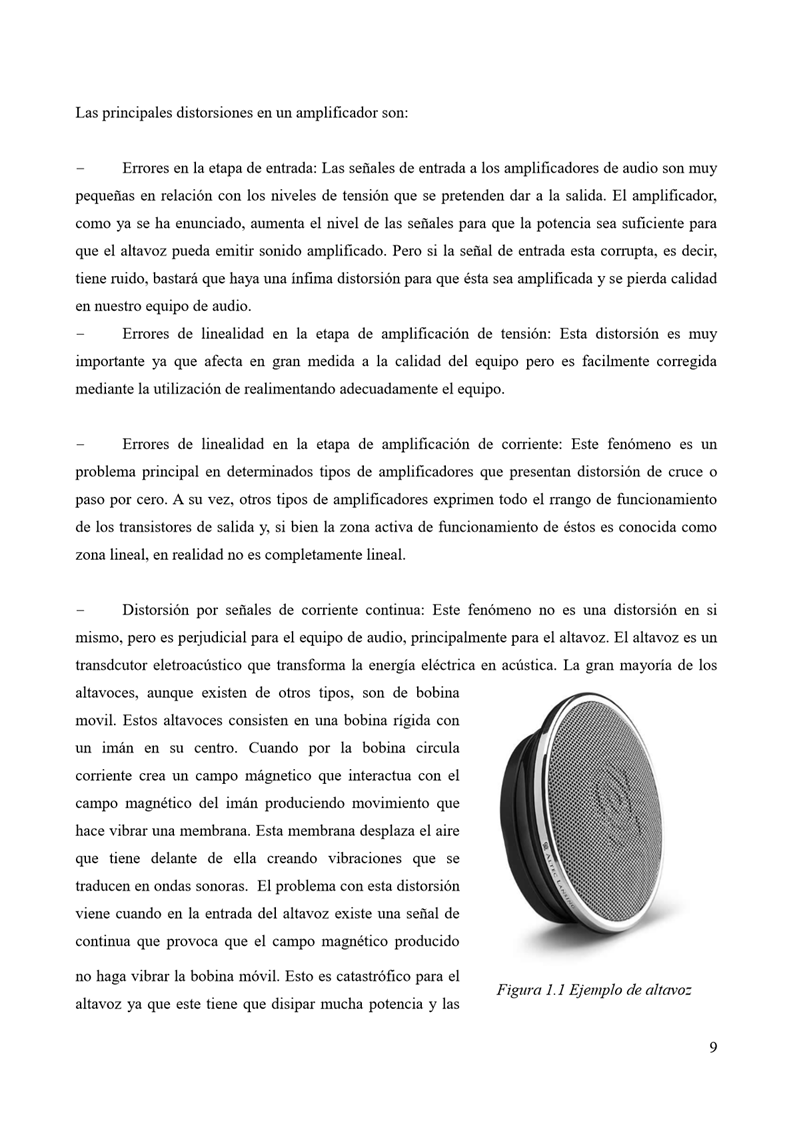 Las principales distorsiones en un amplificador son:
– Errores en la etapa de entrada: Las señales de entrada a los amplificadores de audio son muy
pequeñas en relación con los niveles de tensión que se pretenden dar a la salida. El amplificador,
como ya se ha enunciado, aumenta el nivel de las señales para que la potencia sea suficiente para
que el altavoz pueda emitir sonido amplificado. Pero si la señal de entrada esta corrupta, es decir,
tiene ruido, bastará que haya una ínfima distorsión para que ésta sea amplificada y se pierda calidad
en nuestro equipo de audio.
– Errores de linealidad en la etapa de amplificación de tensión: Esta distorsión es muy
importante ya que afecta en gran medida a la calidad del equipo pero es facilmente corregida
mediante la utilización de realimentando adecuadamente el equipo.
– Errores de linealidad en la etapa de amplificación de corriente: Este fenómeno es un
problema principal en determinados tipos de amplificadores que presentan distorsión de cruce o
paso por cero. A su vez, otros tipos de amplificadores exprimen todo el rrango de funcionamiento
de los transistores de salida y, si bien la zona activa de funcionamiento de éstos es conocida como
zona lineal, en realidad no es completamente lineal.
– Distorsión por señales de corriente continua: Este fenómeno no es una distorsión en si
mismo, pero es perjudicial para el equipo de audio, principalmente para el altavoz. El altavoz es un
transdcutor eletroacústico que transforma la energía eléctrica en acústica. La gran mayoría de los
altavoces, aunque existen de otros tipos, son de bobina
movil. Estos altavoces consisten en una bobina rígida con
un imán en su centro. Cuando por la bobina circula
corriente crea un campo mágnetico que interactua con el
campo magnético del imán produciendo movimiento que
hace vibrar una membrana. Esta membrana desplaza el aire
que tiene delante de ella creando vibraciones que se
traducen en ondas sonoras. El problema con esta distorsión
viene cuando en la entrada del altavoz existe una señal de
continua que provoca que el campo magnético producido
no haga vibrar la bobina móvil. Esto es catastrófico para el
altavoz ya que este tiene que disipar mucha potencia y las
ALTEC LANSING
Figura 1.1 Ejemplo de altavoz
9